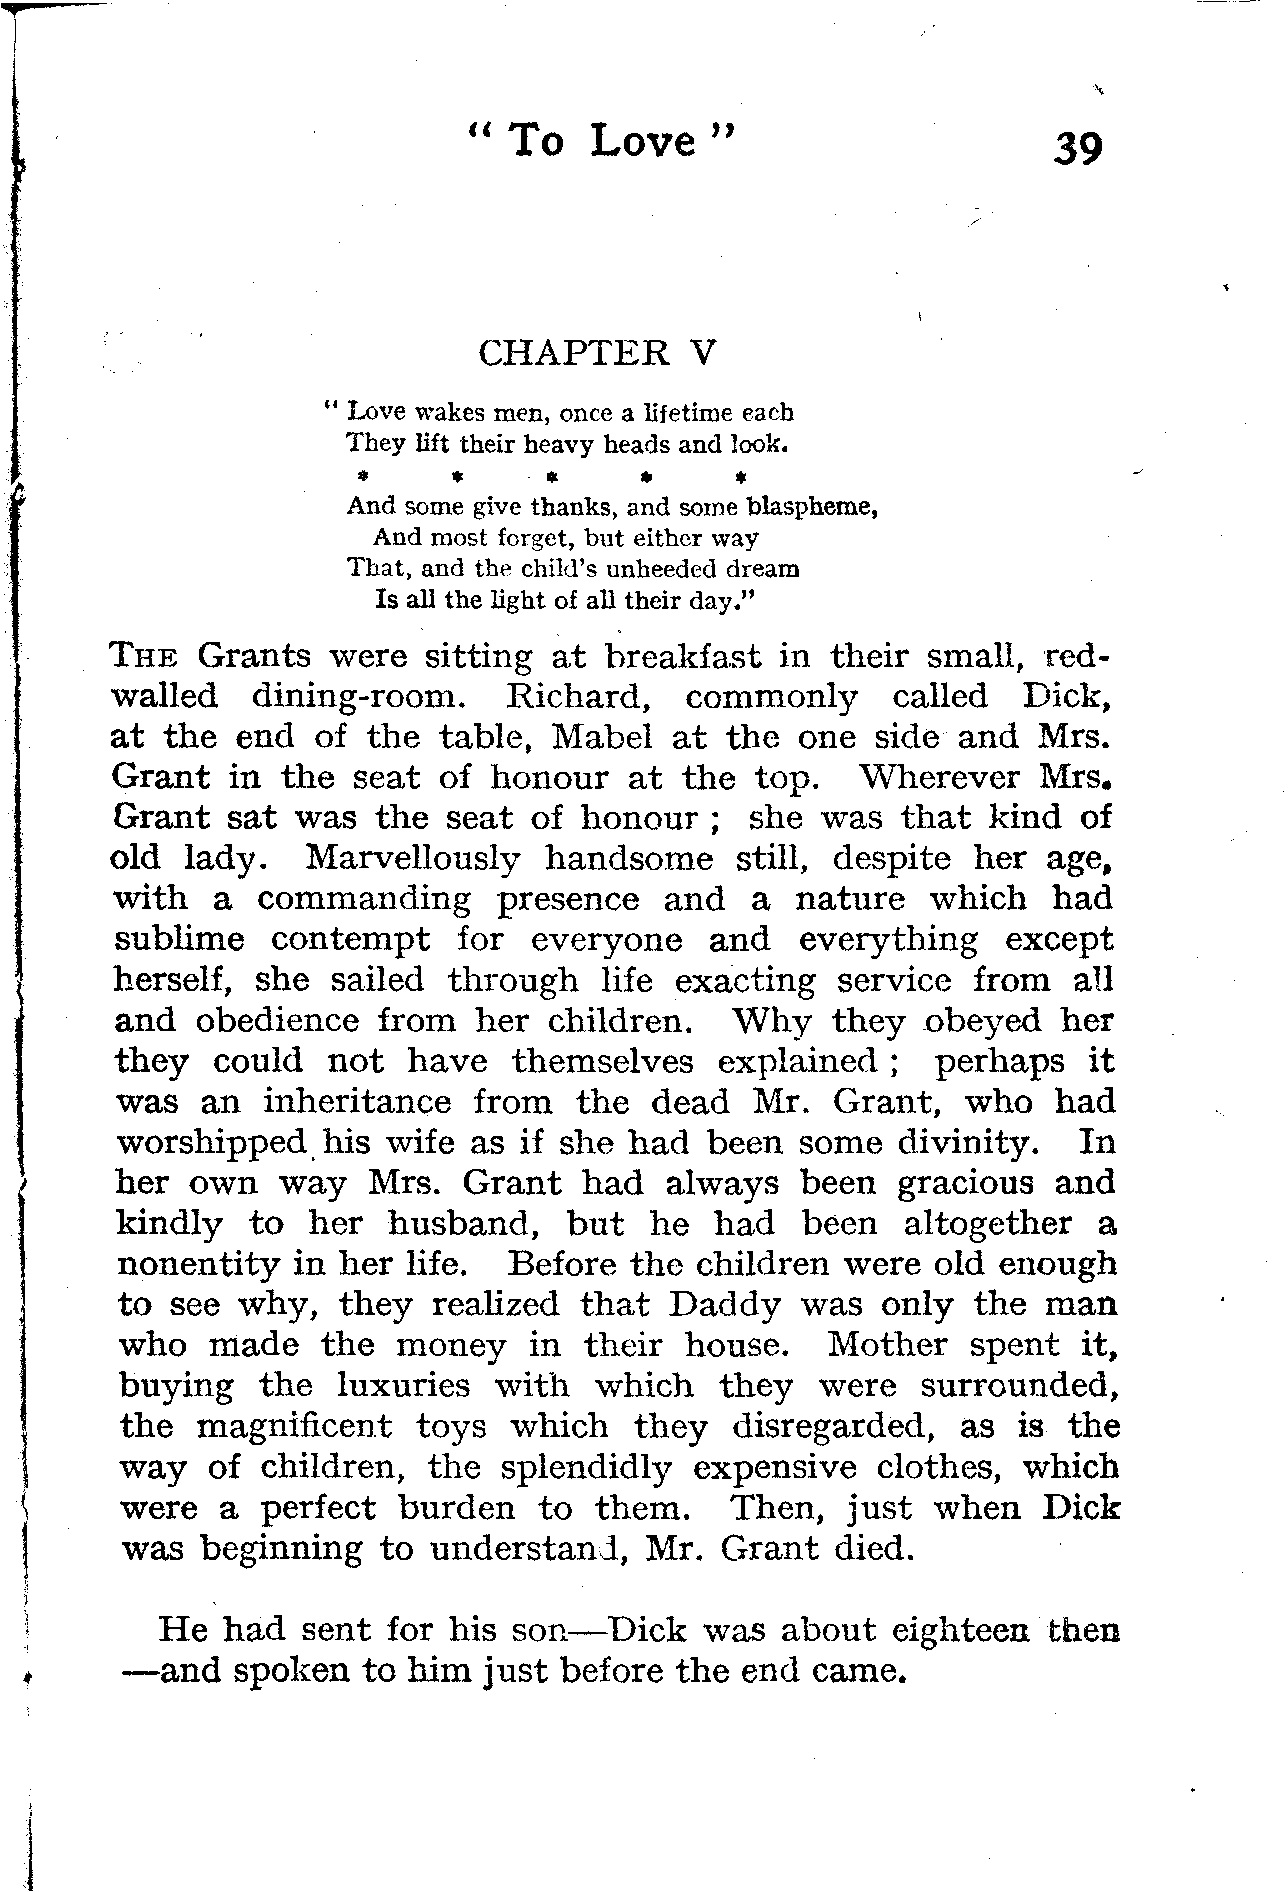 “ To Love ” 39
CHAPTER V
“ Love wakes men, once a lifetime each
They lift their heavy heads and look.
* * * * *
And some give thanks, and some blaspheme,
And most forget, but either way
That, and the child's unheeded dream
Is all the light of all their day.”
THE Grants were sitting at breakfast in their small, red-
walled dining-room. Richard, commonly called Dick,
at the end of the table, Mabel at the one side and Mrs.
Grant in the seat of honour at the top. Wherever Mrs.
Grant sat was the seat of honour ; she was that kind of
old lady. Marvellously handsome still, despite her age,
with a commanding presence and a nature which had
sublime contempt for everyone and everything except
herself, she sailed through life exacting service from all
and obedience from her children. Why they obeyed her
they could not have themselves explained ; perhaps it
was an inheritance from the dead Mr. Grant, who had
worshipped his wife as if she had been some divinity. In
her own way Mrs. Grant had always been gracious and
kindly to her husband, but he had been altogether a
nonentity in her life. Before the children were old enough
to see why, they realized that Daddy was only the man
who made the money in their house. Mother spent it,
buying the luxuries with which they were surrounded,
the magnificent toys which they disregarded, as is the
way of children, the splendidly expensive clothes, which
were a perfect burden to them. Then, just when Dick
was beginning to understand, Mr. Grant died.
He had sent for his son—Dick was about eighteen then
—and spoken to him just before the end came.